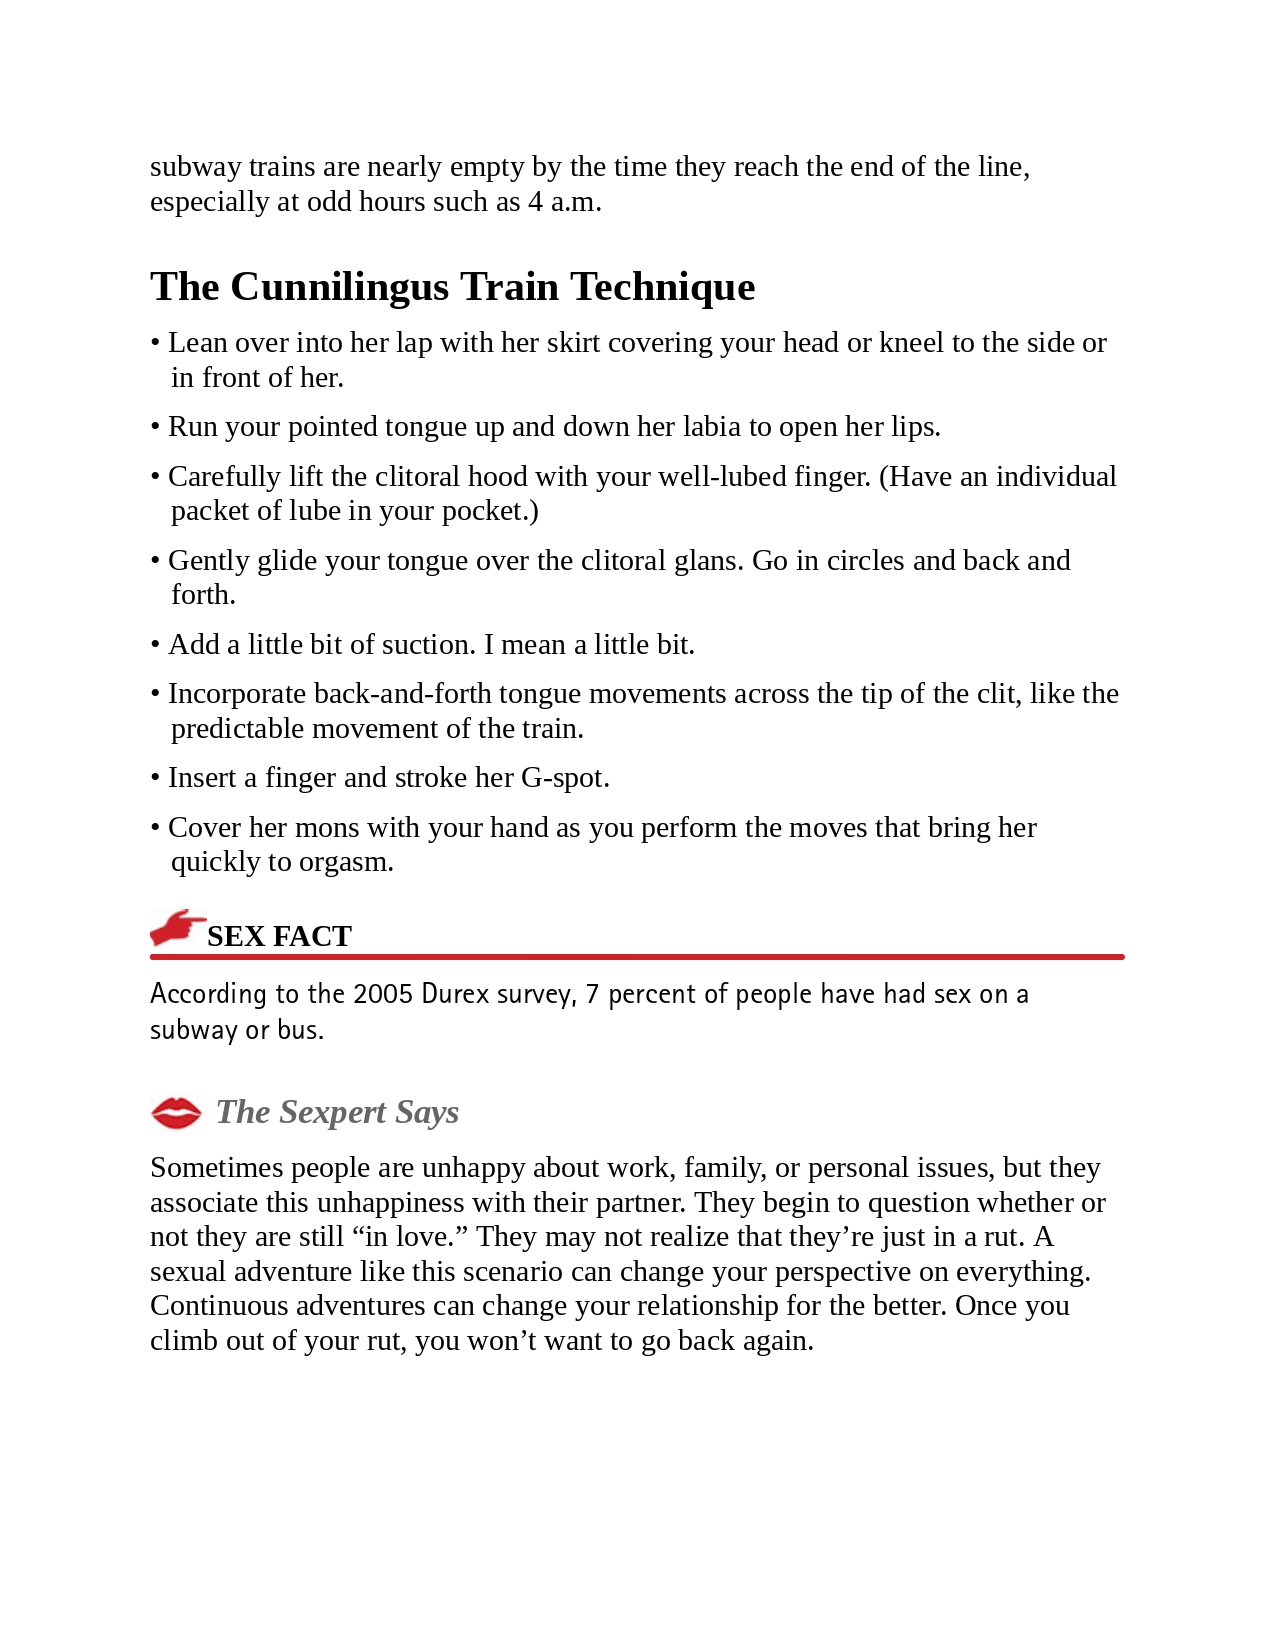 subway trains are nearly empty by the time they reach the end of the line,
especially at odd hours such as 4 a.m.
The Cunnilingus Train Technique
• Lean over into her lap with her skirt covering your head or kneel to the side or
in front of her.
• Run your pointed tongue up and down her labia to open her lips.
• Carefully lift the clitoral hood with your well-lubed finger. (Have an individual
packet of lube in your pocket.)
• Gently glide your tongue over the clitoral glans. Go in circles and back and
forth.
• Add a little bit of suction. I mean a little bit.
• Incorporate back-and-forth tongue movements across the tip of the clit, like the
predictable movement of the train.
• Insert a finger and stroke her G-spot.
• Cover her mons with your hand as you perform the moves that bring her
quickly to orgasm.
SEX FACT
According to the 2005 Durex survey, 7 percent of people have had sex on a
subway or bus.
The Sexpert Says
Sometimes people are unhappy about work, family, or personal issues, but they
associate this unhappiness with their partner. They begin to question whether or
not they are still “in love.” They may not realize that they’re just in a rut. A
sexual adventure like this scenario can change your perspective on everything.
Continuous adventures can change your relationship for the better. Once you
climb out of your rut, you won’t want to go back again.